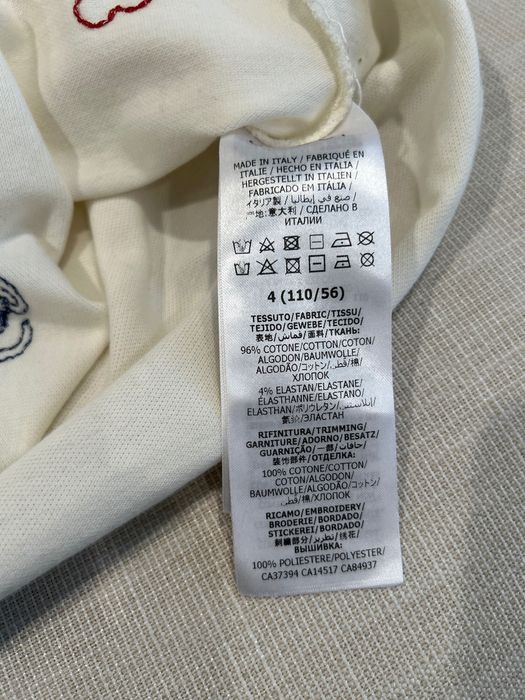 MADE IN ITALY / FABRIQUÉ EN
ITALIE / HECHO EN ITALIA /
HERGESTELLT IN ITALIEN /
FABRICADO EM ITÁLIA /
イタリア製 / صنع في إيطاليا /
产地: 意大利 / СДЕЛАНО В
ИТАЛИИ
4 (110/56)
TESSUTO/FABRIC/TISSU/
TEJIDO/GEWEBE/TECIDO/
表地/قماش/面料/ТКАНЬ:
96% COTONE/COTTON/COTON/
ALGODON/BAUMWOLLE/
ALGODÃO/コットン/قطن/棉/
ХЛОПОК
4% ELASTAN/ELASTANE/
ÉLASTHANNE/ELASTANO/
ELASTHAN/ポリウレタン/إيلاستين/
氨纶/ЭЛАСТАН
RIFINITURA/TRIMMING/
GARNITURE/ADORNO/BESATZ/
GUARNIÇÃO/一部/حافات/
装饰部件/ОТДЕЛКА:
100% COTONE/COTTON/
COTON/ALGODON/
BAUMWOLLE/ALGODÃO/コットン/
قطن/棉/ХЛОПОК
RICAMO/EMBROIDERY/
BRODERIE/BORDADO/
STICKEREI/BORDADO/
刺繍部分/تطريز/绣花/
ВЫШИВКА:
100% POLIESTERE/POLYESTER/
CA37394 CA14517 CA84937